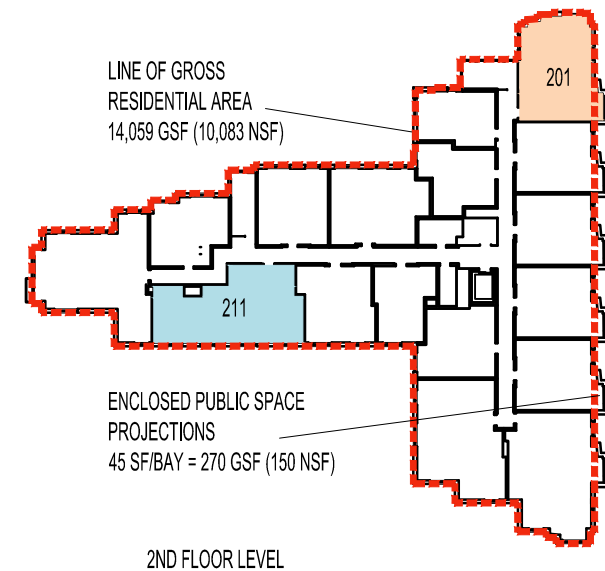 LINE OF GROSS
RESIDENTIAL AREA
14,059 GSF (10,083 NSF)
201
211
ENCLOSED PUBLIC SPACE
PROJECTIONS
45 SF/BAY = 270 GSF (150 NSF)
2ND FLOOR LEVEL